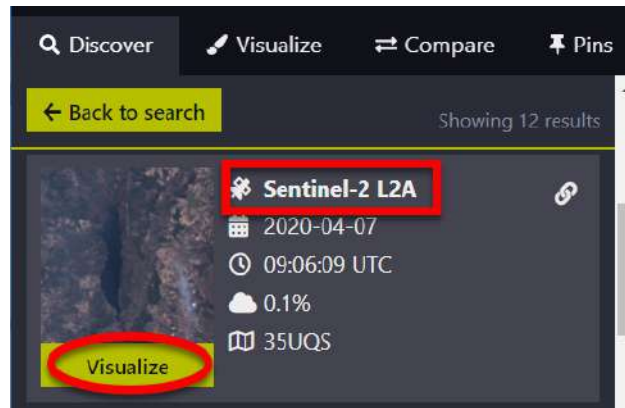 Discover Visualize Compare Pins
Back to search Showing 12 results
Sentinel-2 L2A
2020-04-07
09:06:09 UTC
0.1%
35UQS
Visualize